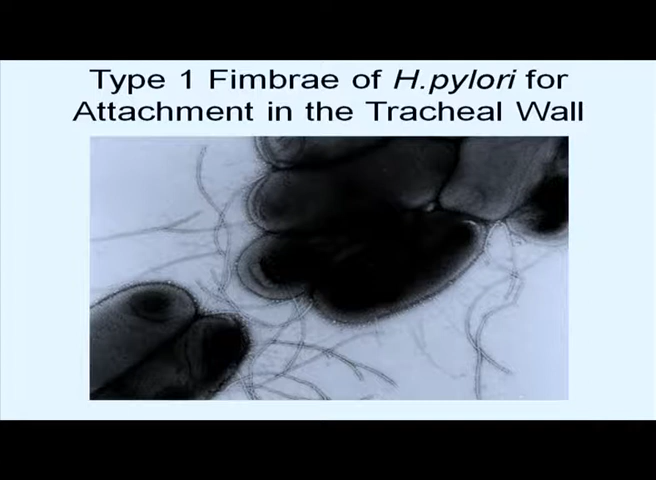 Type 1 Fimbrae of H.pylori for
Attachment in the Tracheal Wall